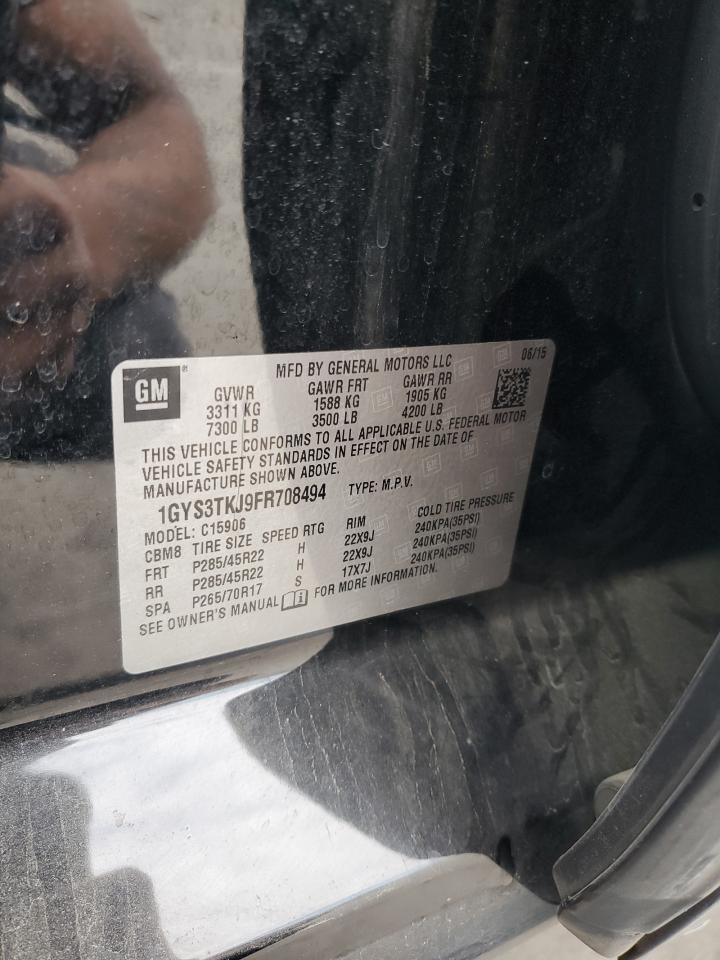 MFD BY GENERAL MOTORS LLC 06/15
GM®
GVWR GAWR FRT GAWR RR
3311 KG 1588 KG 1905 KG
7300 LB 3500 LB 4200 LB
THIS VEHICLE CONFORMS TO ALL APPLICABLE U.S. FEDERAL MOTOR
VEHICLE SAFETY STANDARDS IN EFFECT ON THE DATE OF
MANUFACTURE SHOWN ABOVE.
1GYS3TKJ9FR708494 TYPE: M.P.V.
MODEL: C15906
CBM8 TIRE SIZE SPEED RTG RIM COLD TIRE PRESSURE
FRT P285/45R22 H 22X9J 240KPA(35PSI)
RR P285/45R22 H 22X9J 240KPA(35PSI)
SPA P265/70R17 S 17X7J 240KPA(35PSI)
SEE OWNER'S MANUAL FOR MORE INFORMATION.